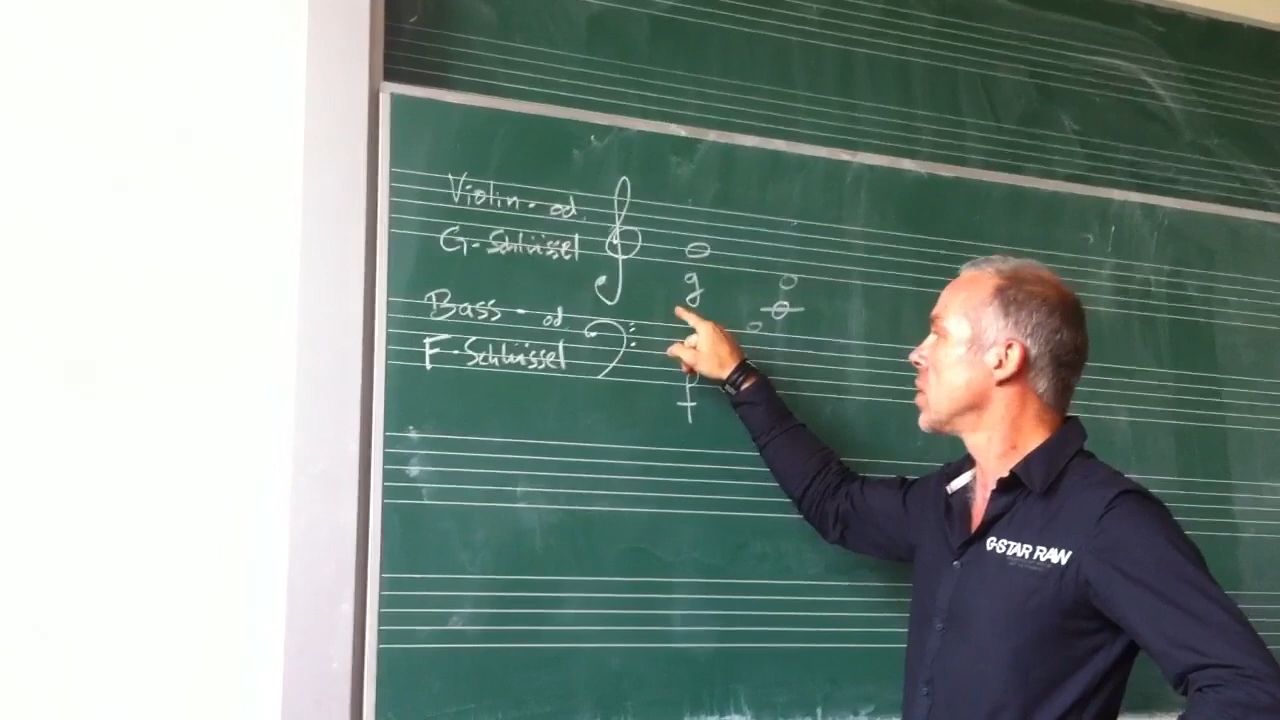 Violin- od.
G-Schlüssel
g
Bass- od.
F-Schlüssel
f
G-STAR RAW